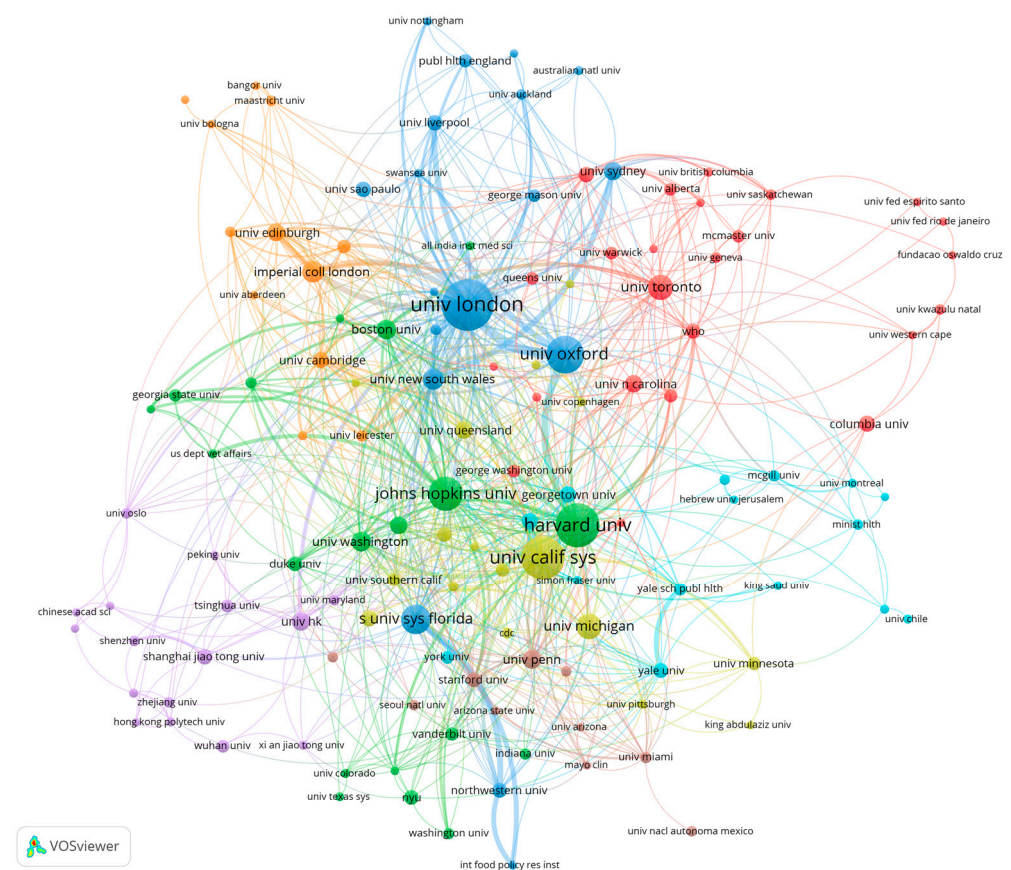 univ nottingham
publ hlth england
australian natl univ
bangor univ
univ auckland
maastricht univ
univ bologna
univ liverpool
swansea univ
univ sydney
univ british columbia
univ sao paulo
george mason univ
univ alberta
univ saskatchewan
univ fed espirito santo
univ fed rio de janeiro
univ edinburgh
mcmaster univ
all india inst med sci
univ warwick
univ geneva
fundacao oswaldo cruz
imperial coll london
queens univ
univ toronto
univ aberdeen
univ london
univ kwazulu natal
boston univ
who
univ western cape
univ oxford
univ cambridge
univ new south wales
univ n carolina
georgia state univ
univ copenhagen
columbia univ
univ queensland
univ leicester
us dept vet affairs
george washington univ
mcgill univ
univ montreal
johns hopkins univ
georgetown univ
hebrew univ jerusalem
univ oslo
harvard univ
minist hlth
univ washington
peking univ
univ calif sys
duke univ
univ southern calif
simon fraser univ
yale sch publ hlth
king saud univ
univ maryland
tsinghua univ
chinese acad sci
univ hk
s univ sys florida
univ michigan
univ chile
cdc
shenzhen univ
shanghai jiao tong univ
york univ
univ penn
yale univ
univ minnesota
stanford univ
zhejiang univ
seoul natl univ
arizona state univ
univ pittsburgh
hong kong polytech univ
univ arizona
king abdulaziz univ
vanderbilt univ
wuhan univ
xi an jiao tong univ
indiana univ
univ miami
mayo clin
univ colorado
northwestern univ
univ texas sys
nyu
washington univ
univ nacl autonoma mexico
VOSviewer
int food policy res inst